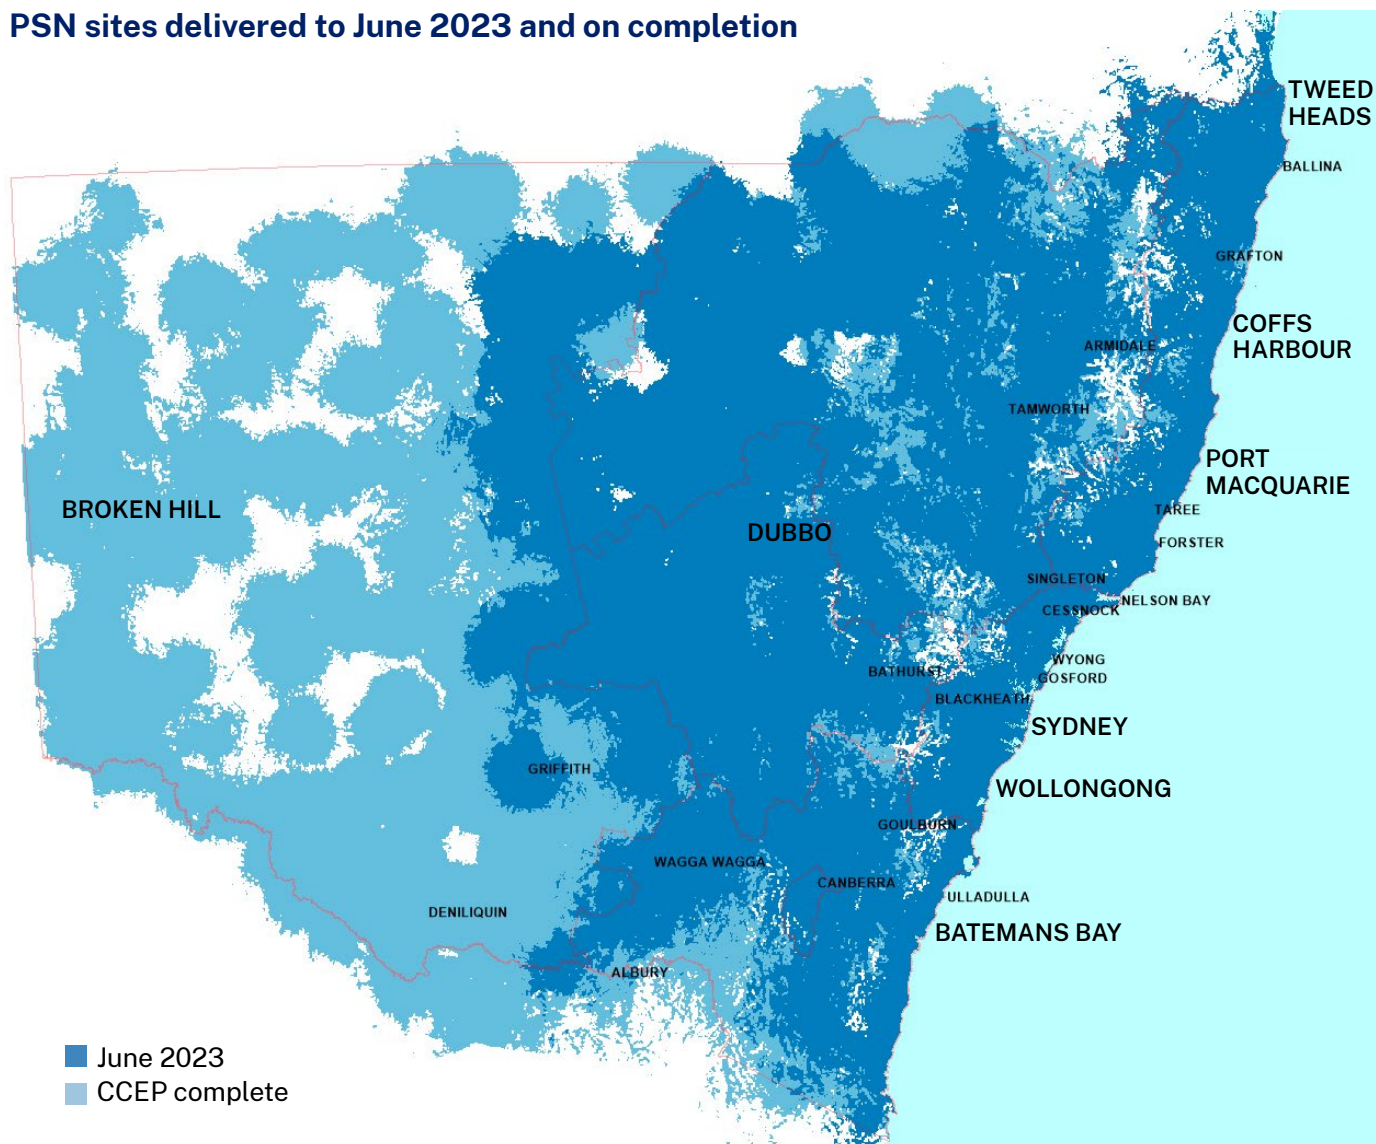 PSN sites delivered to June 2023 and on completion
TWEED
HEADS
BALLINA
GRAFTON
COFFS
HARBOUR
ARMIDALE
TAMWORTH
PORT
MACQUARIE
BROKEN HILL
TAREE
DUBBO
FORSTER
SINGLETON
NELSON BAY
CESSNOCK
WYONG
BATHURST
GOSFORD
BLACKHEATH
SYDNEY
GRIFFITH
WOLLONGONG
GOULBURN
WAGGA WAGGA
CANBERRA
ULLADULLA
DENILIQUIN
BATEMANS BAY
ALBURY
June 2023
CCEP complete